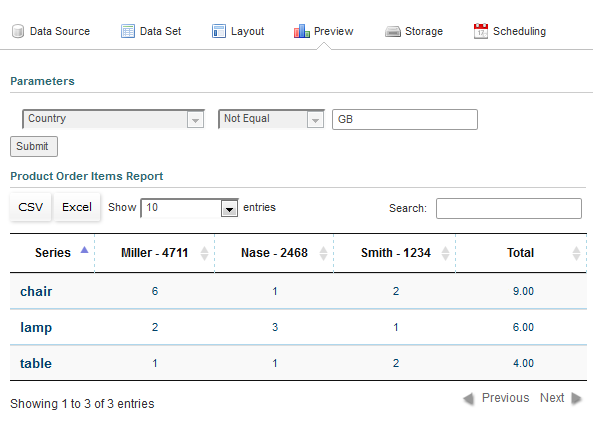 Data Source Data Set Layout Preview Storage Scheduling
Parameters
Country Not Equal GB
Submit
Product Order Items Report
CSV Excel Show 10 entries Search:
Series Miller - 4711 Nase - 2468 Smith - 1234 Total
chair 6 1 2 9.00
lamp 2 3 1 6.00
table 1 1 2 4.00
Showing 1 to 3 of 3 entries Previous Next